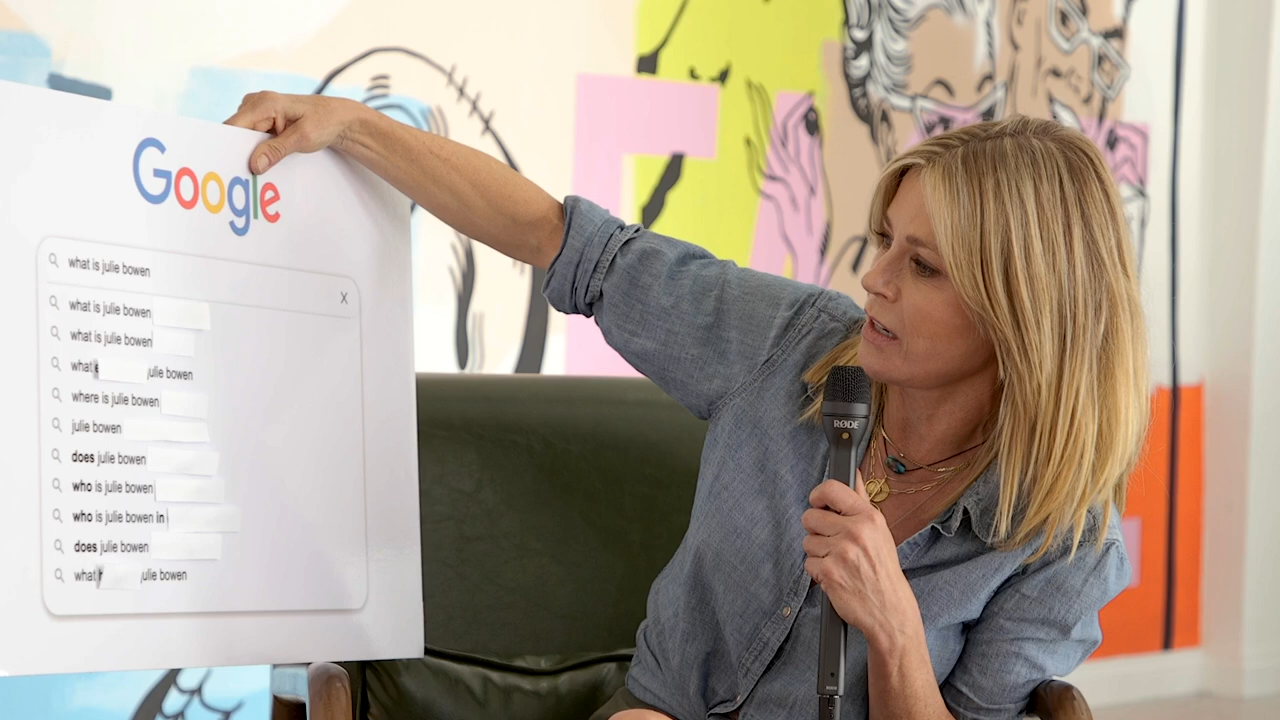 Google
what is julie bowen
X
what is julie bowen
what is julie bowen
what julie bowen
where is julie bowen
julie bowen
does julie bowen
who is julie bowen
who is julie bowen in
does julie bowen
what julie bowen
RØDE